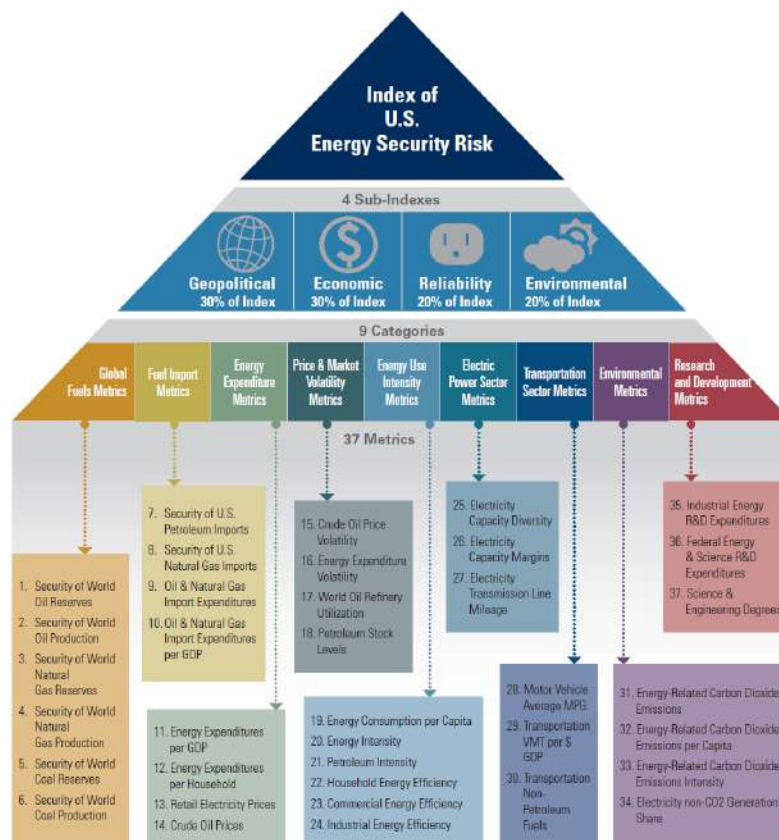 Index of
U.S.
Energy Security Risk
4 Sub-Indexes
Geopolitical
30% of Index
Economic
30% of Index
Reliability
20% of Index
Environmental
20% of Index
9 Categories
Global
Fuels Metrics
Fuel Import
Metrics
Energy
Expenditure
Metrics
Price & Market
Volatility
Metrics
Energy Use
Intensity
Metrics
Electric
Power Sector
Metrics
Transportation
Sector Metrics
Environmental
Metrics
Research
and Development
Metrics
37 Metrics
1. Security of World
Oil Reserves
2. Security of World
Oil Production
3. Security of World
Natural
Gas Reserves
4. Security of World
Natural
Gas Production
5. Security of World
Coal Reserves
6. Security of World
Coal Production
7. Security of U.S.
Petroleum Imports
8. Security of U.S.
Natural Gas Imports
9. Oil & Natural Gas
Import Expenditures
10. Oil & Natural Gas
Import Expenditures
per GDP
11. Energy Expenditures
per GDP
12. Energy Expenditures
per Household
13. Retail Electricity Prices
14. Crude Oil Prices
15. Crude Oil Price
Volatility
16. Energy Expenditure
Volatility
17. World Oil Refinery
Utilization
18. Petroleum Stock
Levels
19. Energy Consumption per Capita
20. Energy Intensity
21. Petroleum Intensity
22. Household Energy Efficiency
23. Commercial Energy Efficiency
24. Industrial Energy Efficiency
25. Electricity
Capacity Diversity
26. Electricity
Capacity Margins
27. Electricity
Transmission Line
Mileage
28. Motor Vehicle
Average MPG
29. Transportation
VMT per $
GDP
30. Transportation
Non-
Petroleum
Fuels
31. Energy-Related Carbon Dioxide
Emissions
32. Energy-Related Carbon Dioxide
Emissions per Capita
33. Energy-Related Carbon Dioxide
Emissions Intensity
34. Electricity non-CO2 Generation
Share
35. Industrial Energy
R&D Expenditures
36. Federal Energy
& Science R&D
Expenditures
37. Science &
Engineering Degrees